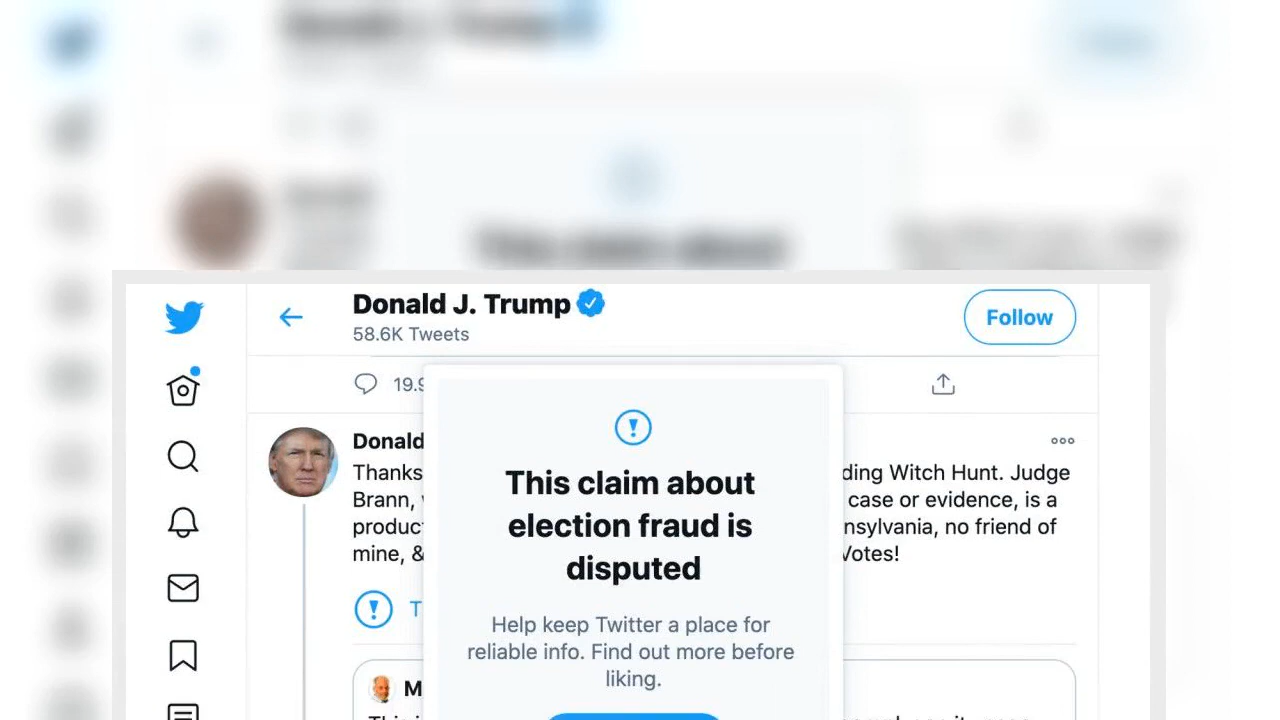 Donald J. Trump
58.6K Tweets
Follow
19.9
Donald
Thanks ding Witch Hunt. Judge
Brann, case or evidence, is a
product nsylvania, no friend of
mine, & Votes!
T
This claim about
election fraud is
disputed
Help keep Twitter a place for
reliable info. Find out more before
liking.
M